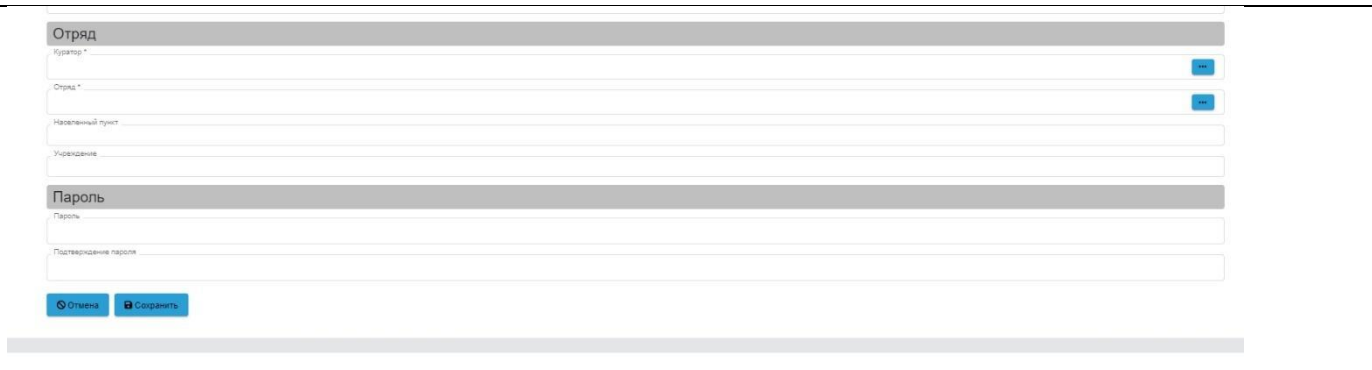 Отряд
Куратор *
Отряд *
Населенный пункт
Учреждение
Пароль
Пароль
Подтверждение пароля
Отмена Сохранить